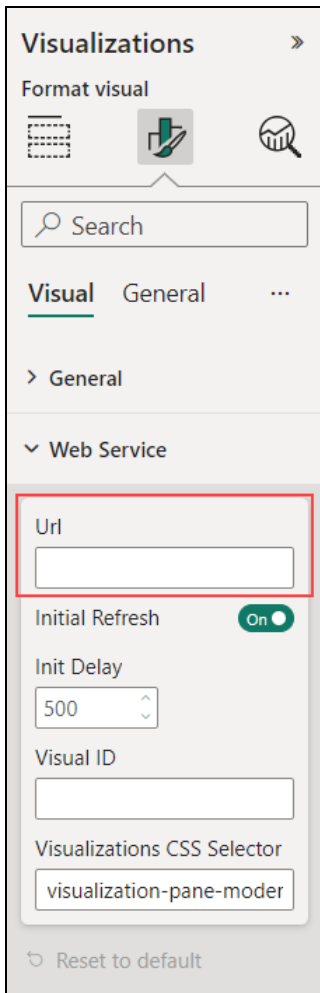 Visualizations »
Format visual
Search
Visual General ...
> General
Web Service
Url
Initial Refresh On
Init Delay
500
Visual ID
Visualizations CSS Selector
visualization-pane-moder
Reset to default